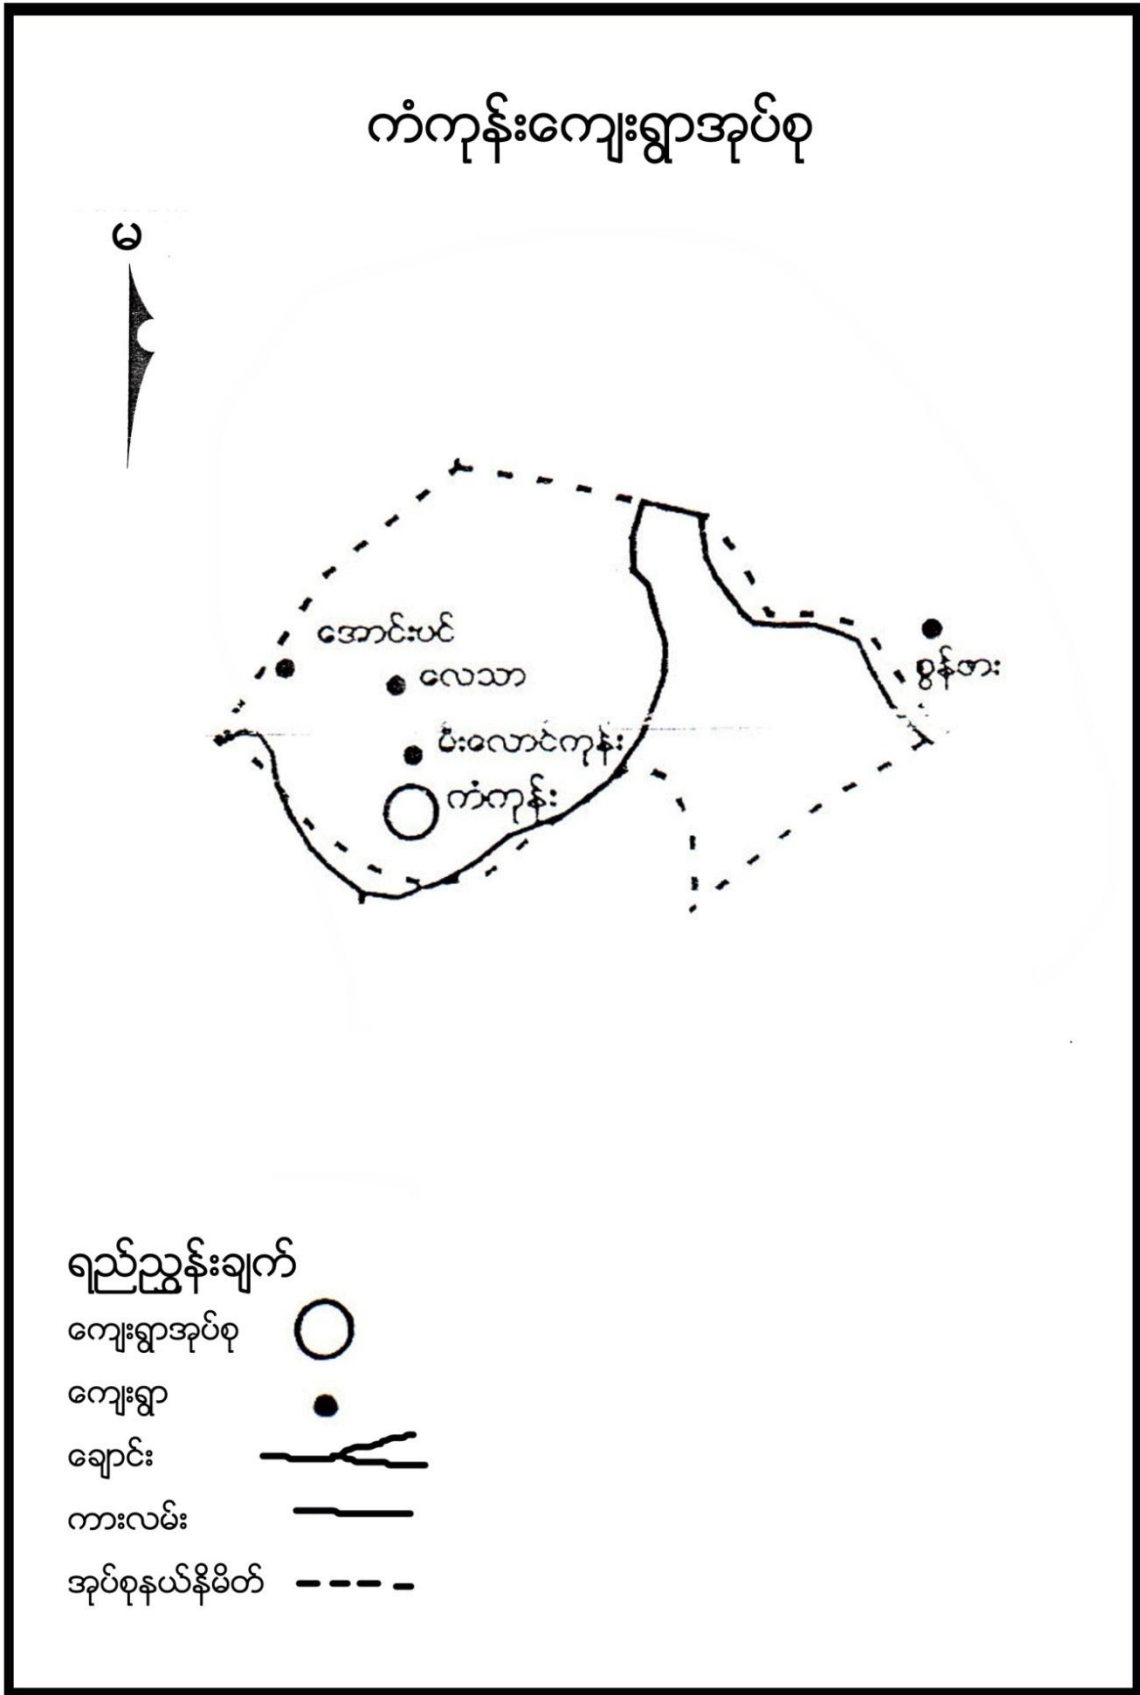 ကံကုန်းကျေးရွာအုပ်စု
မ
အောင်းပင်
လေသာ
စွန်ဇား
မီးလောင်ကုန်း
ကံကုန်း
ရည်ညွှန်းချက်
ကျေးရွာအုပ်စု
ကျေးရွာ
ချောင်း
ကားလမ်း
အုပ်စုနယ်နိမိတ်